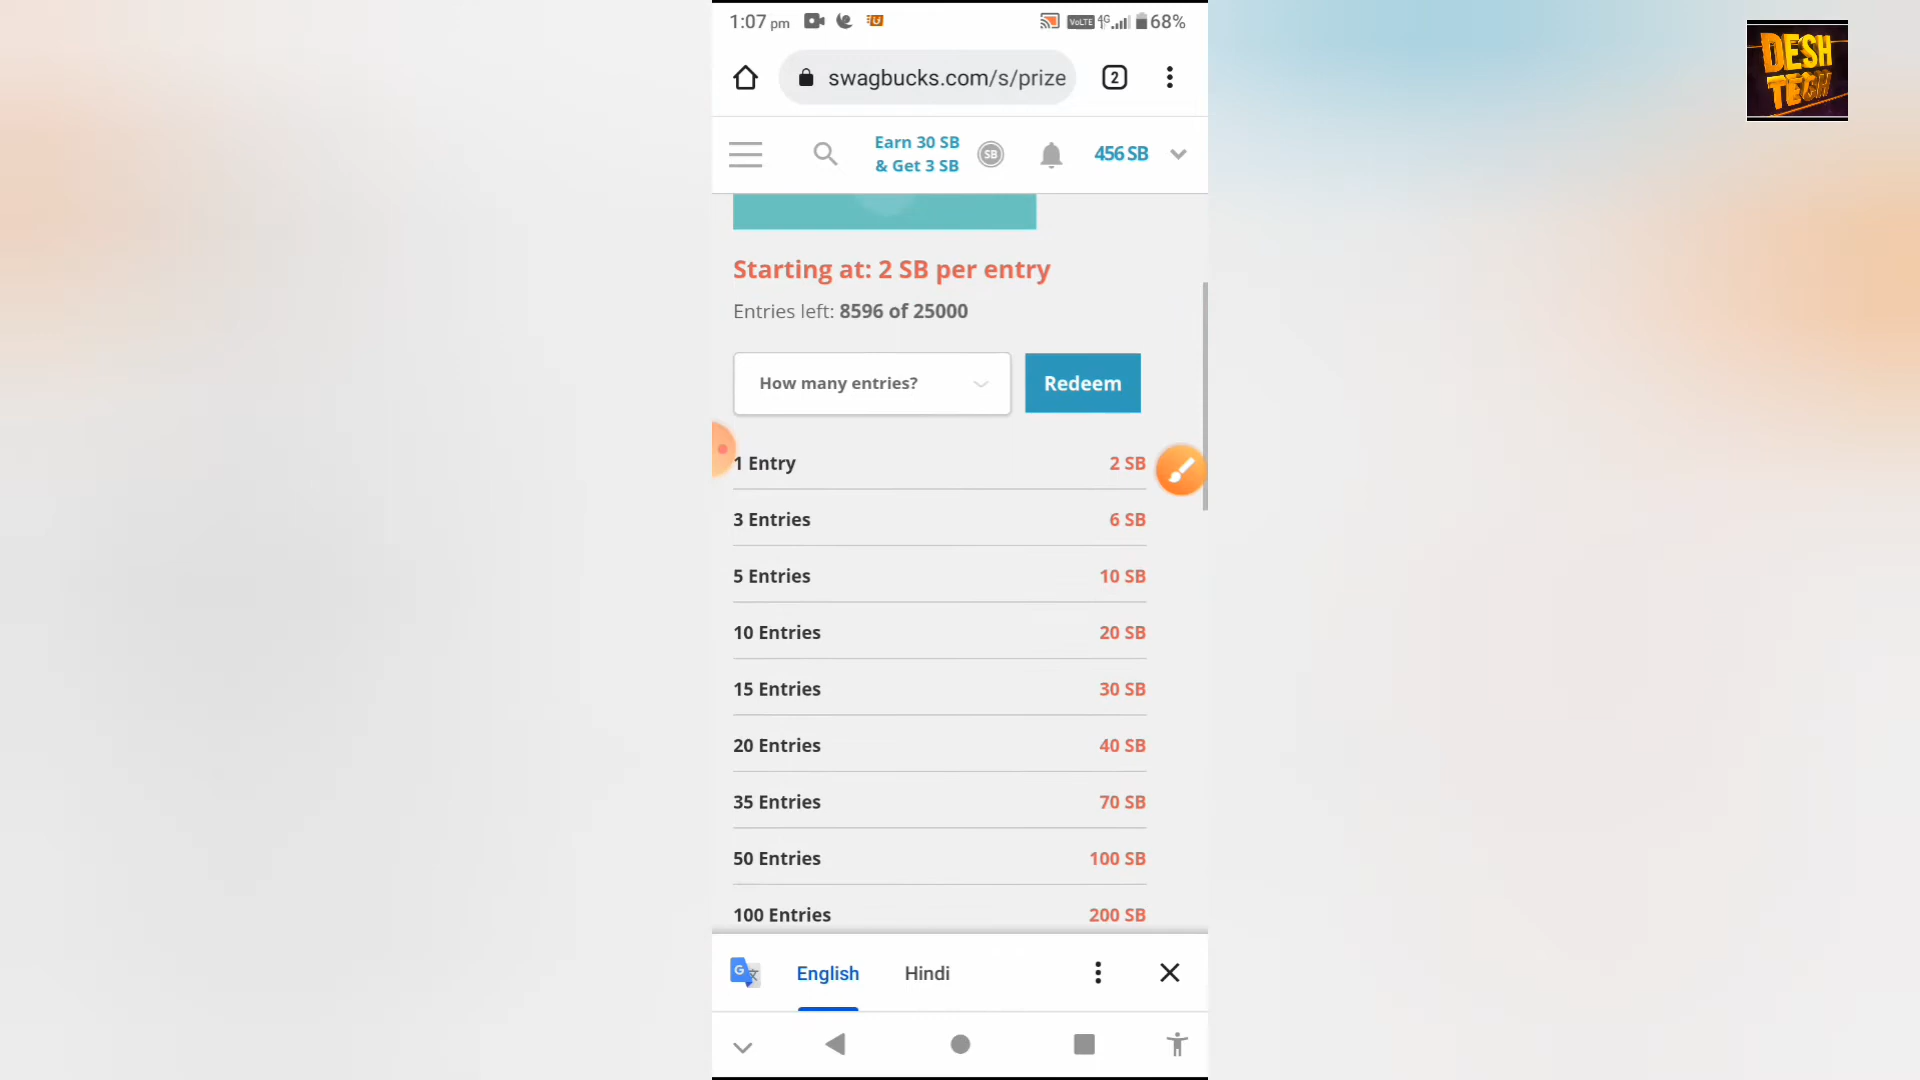 1:07 pm
VoLTE 4G 68%
DESH
TECH
swagbucks.com/s/prize
2
Earn 30 SB
& Get 3 SB
SB
456 SB
Starting at: 2 SB per entry
Entries left: 8596 of 25000
How many entries?
Redeem
1 Entry 2 SB
3 Entries 6 SB
5 Entries 10 SB
10 Entries 20 SB
15 Entries 30 SB
20 Entries 40 SB
35 Entries 70 SB
50 Entries 100 SB
100 Entries 200 SB
G 文
English Hindi